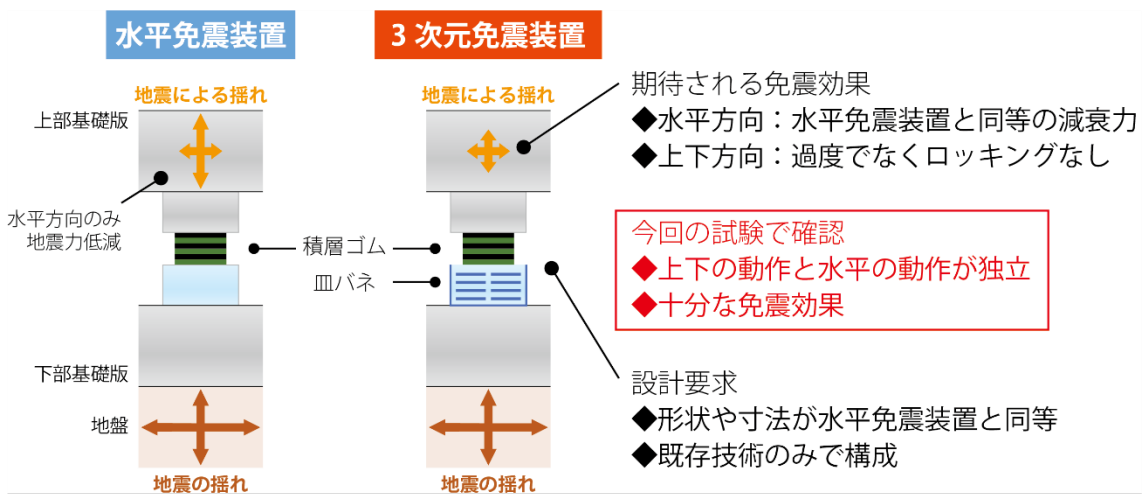 水平免震装置
3次元免震装置
地震による揺れ
地震による揺れ
上部基礎版
水平方向のみ
地震力低減
積層ゴム
皿バネ
下部基礎版
地盤
地震の揺れ
地震の揺れ
期待される免震効果
◆水平方向：水平免震装置と同等の減衰力
◆上下方向：過度でなくロッキングなし
今回の試験で確認
◆上下の動作と水平の動作が独立
◆十分な免震効果
設計要求
◆形状や寸法が水平免震装置と同等
◆既存技術のみで構成